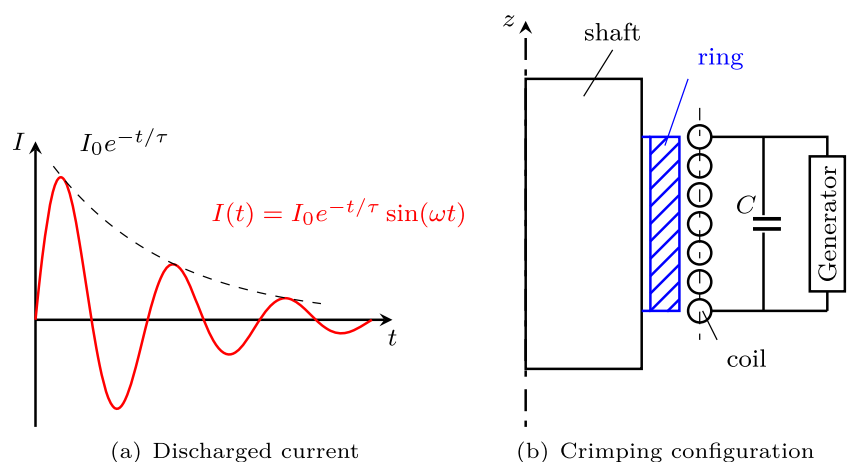 I
I₀e^{−t/τ}
I(t) = I₀e^{−t/τ} sin(ωt)
t
(a) Discharged current
z
shaft
ring
C
Generator
coil
(b) Crimping configuration